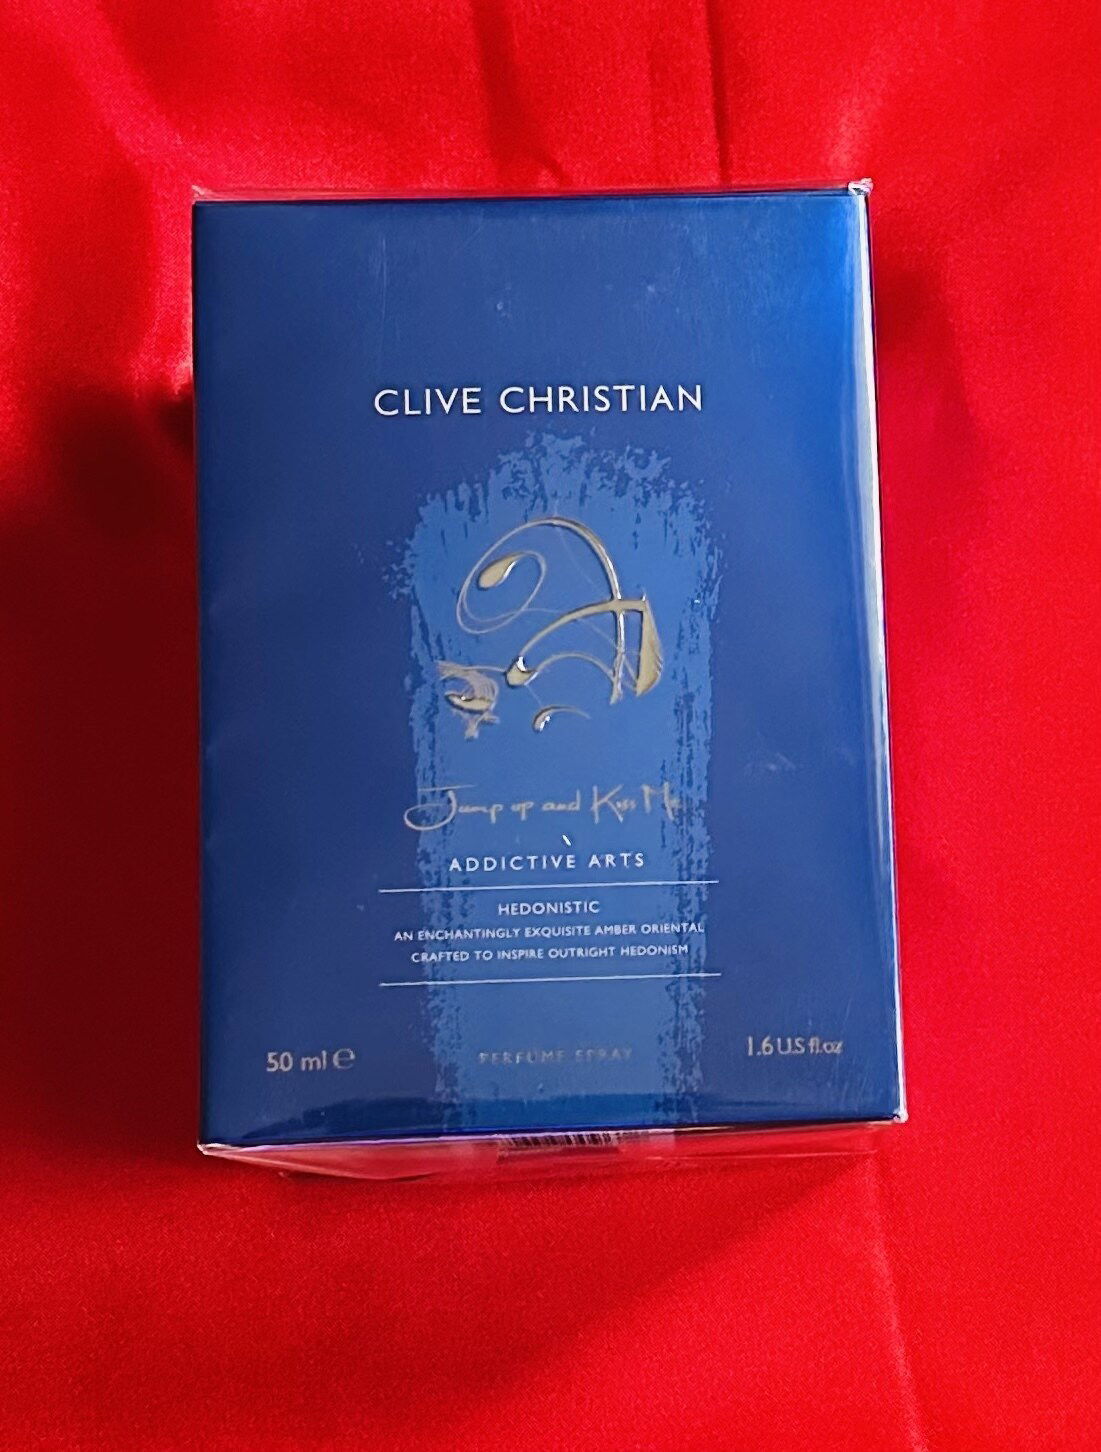 CLIVE CHRISTIAN
Jump up and Kiss Me
ADDICTIVE ARTS
HEDONISTIC
AN ENCHANTINGLY EXQUISITE AMBER ORIENTAL
CRAFTED TO INSPIRE OUTRIGHT HEDONISM
50 ml ℮
PERFUME SPRAY
1.6 US fl.oz